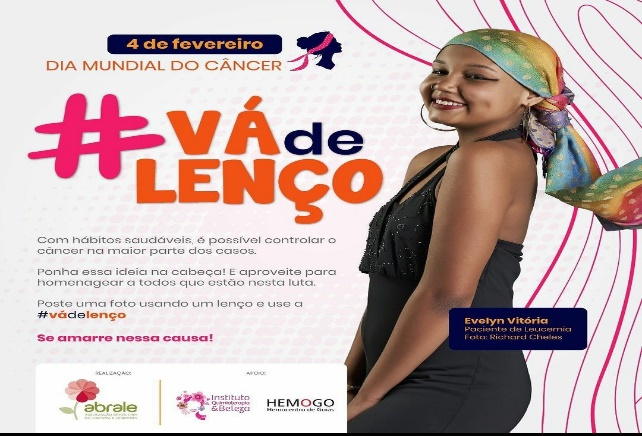 4 de fevereiro
DIA MUNDIAL DO CÂNCER
#VÁde
LENÇO
Com hábitos saudáveis, é possível controlar o
câncer na maior parte dos casos.
Ponha essa ideia na cabeça! E aproveite para
homenagear a todos que estão nesta luta.
Poste uma foto usando um lenço e use a
#vádelenço
Se amarre nessa causa!
Evelyn Vitória
Paciente de Leucemia
Foto: Richard Cheles
REALIZAÇÃO:
APOIO:
abrale
Instituto
Quimioterapia
& Beleza
HEMOGO
Hemocentro de Goiás